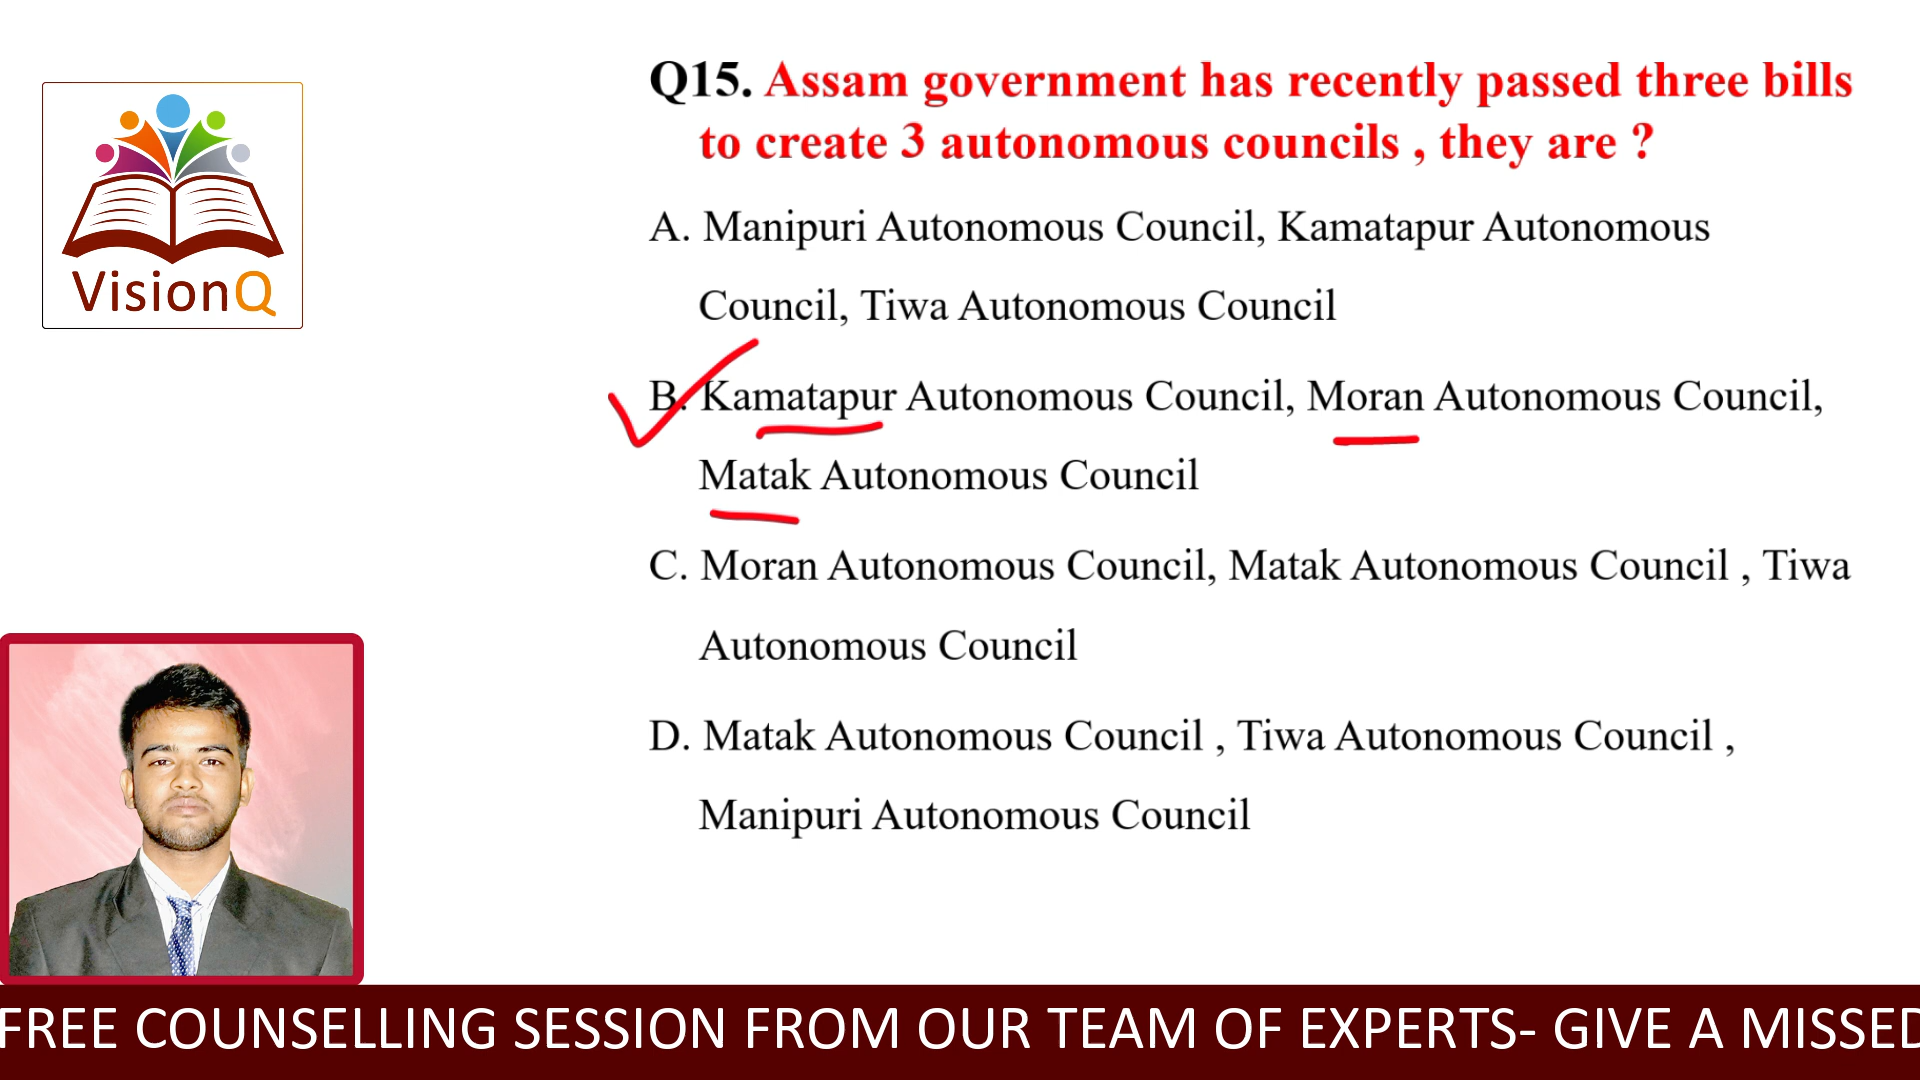 VisionQ
Q15. Assam government has recently passed three bills
to create 3 autonomous councils , they are ?
A. Manipuri Autonomous Council, Kamatapur Autonomous
Council, Tiwa Autonomous Council
B. Kamatapur Autonomous Council, Moran Autonomous Council,
Matak Autonomous Council
C. Moran Autonomous Council, Matak Autonomous Council , Tiwa
Autonomous Council
D. Matak Autonomous Council , Tiwa Autonomous Council ,
Manipuri Autonomous Council
FREE COUNSELLING SESSION FROM OUR TEAM OF EXPERTS- GIVE A MISSED